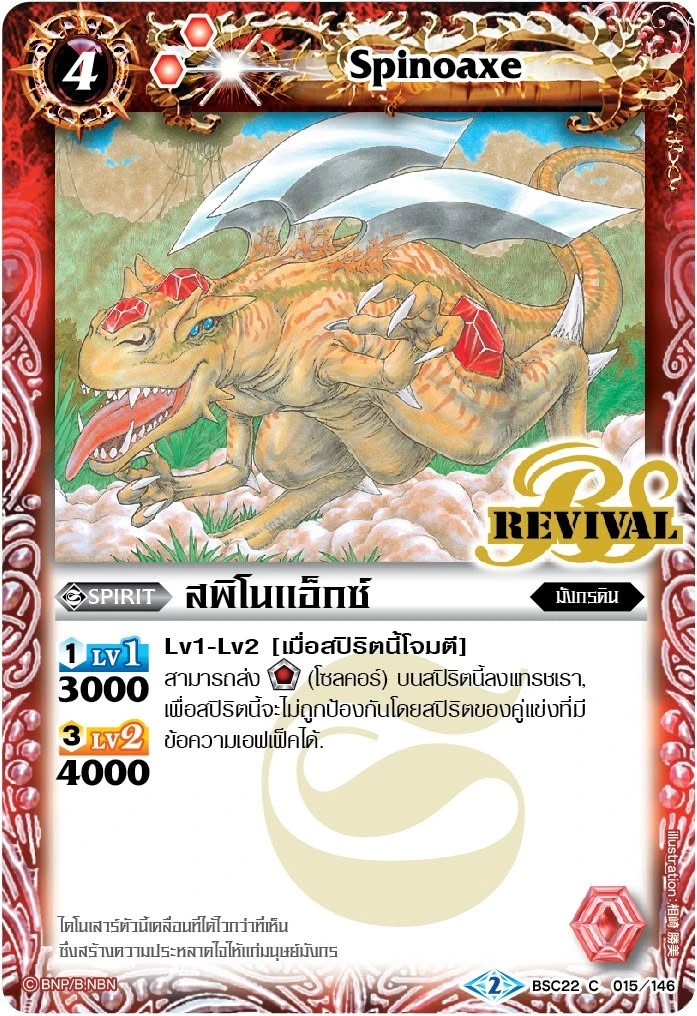 4
Spinoaxe
BS
REVIVAL
SPIRIT สพิโนแอ็กซ์ มังกรดิน
1 LV1
3000
3 LV2
4000
Lv1-Lv2 [เมื่อสปิริตนี้โจมตี]
สามารถส่ง (โซลคอร์) บนสปิริตนี้ลงแทรชเรา,
เพื่อสปิริตนี้จะไม่ถูกป้องกันโดยสปิริตของคู่แข่งที่มี
ข้อความเอฟเฟ็คได้.
illustration：相崎 勝美
ไดโนเสาร์ตัวนี้เคลื่อนที่ได้ไวกว่าที่เห็น
ซึ่งสร้างความประหลาดใจให้แก่มนุษย์มังกร
©BNP/B,NBN
2
BSC22 C 015/146